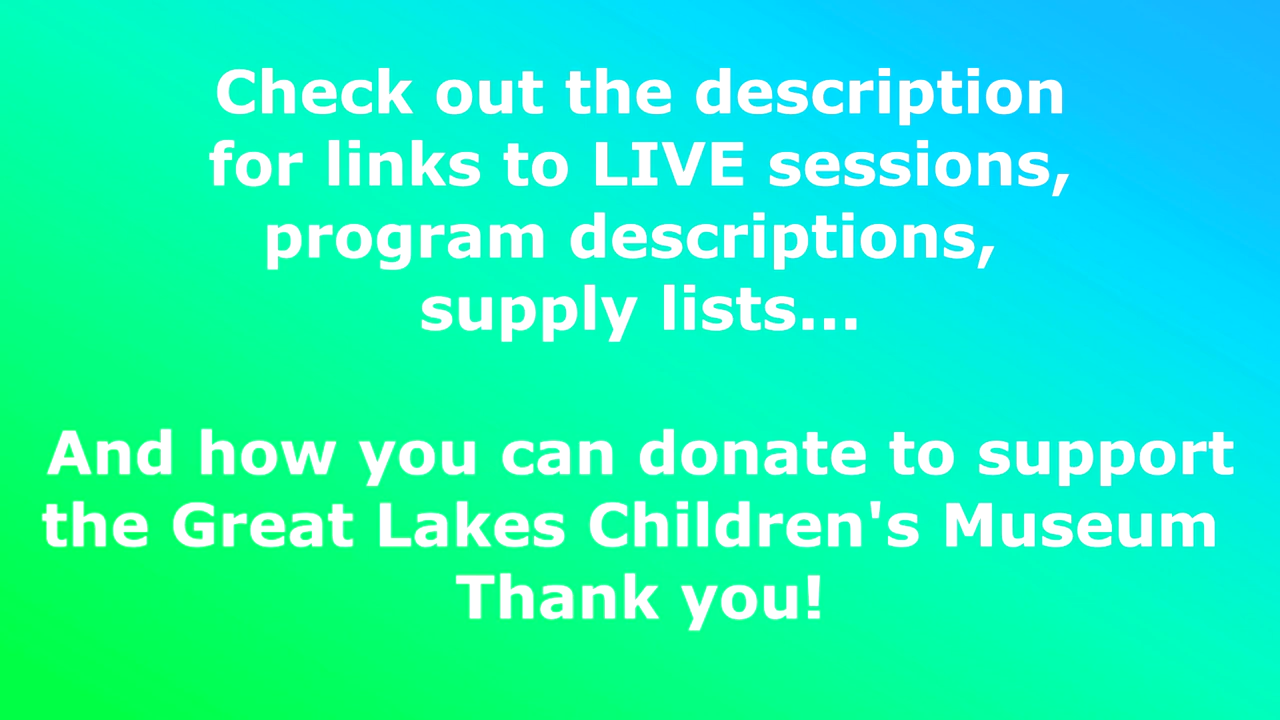 Check out the description
for links to LIVE sessions,
program descriptions,
supply lists...
And how you can donate to support
the Great Lakes Children's Museum
Thank you!